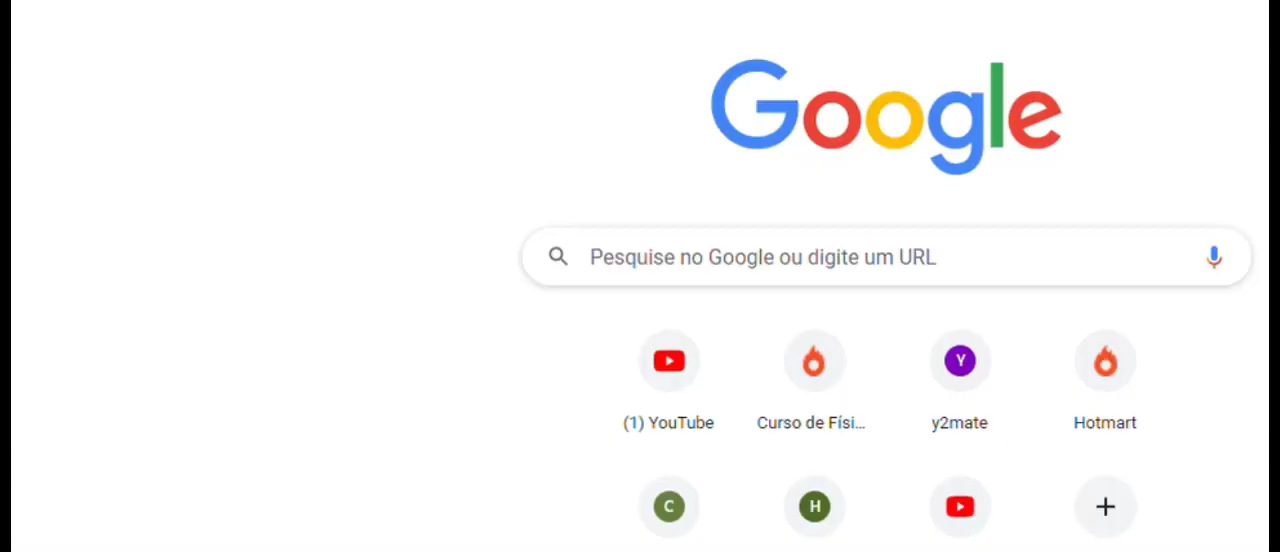 Google
Pesquise no Google ou digite um URL
(1) YouTube
Curso de Físi...
y2mate
Hotmart
Y
C
H